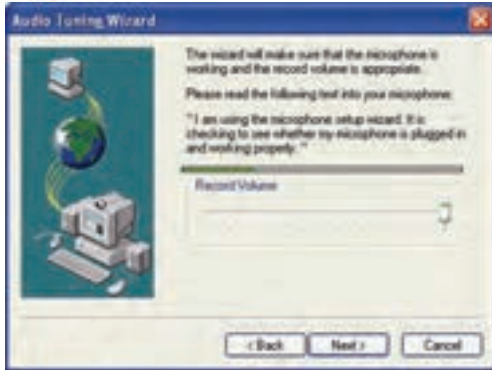 Audio Tuning Wizard
The wizard will make sure that the microphone is
working and the record volume is appropriate.
Please read the following text into your microphone:
"I am using the microphone setup wizard. It is
checking to see whether my microphone is plugged in
and working properly."
Record Volume
< Back
Next >
Cancel